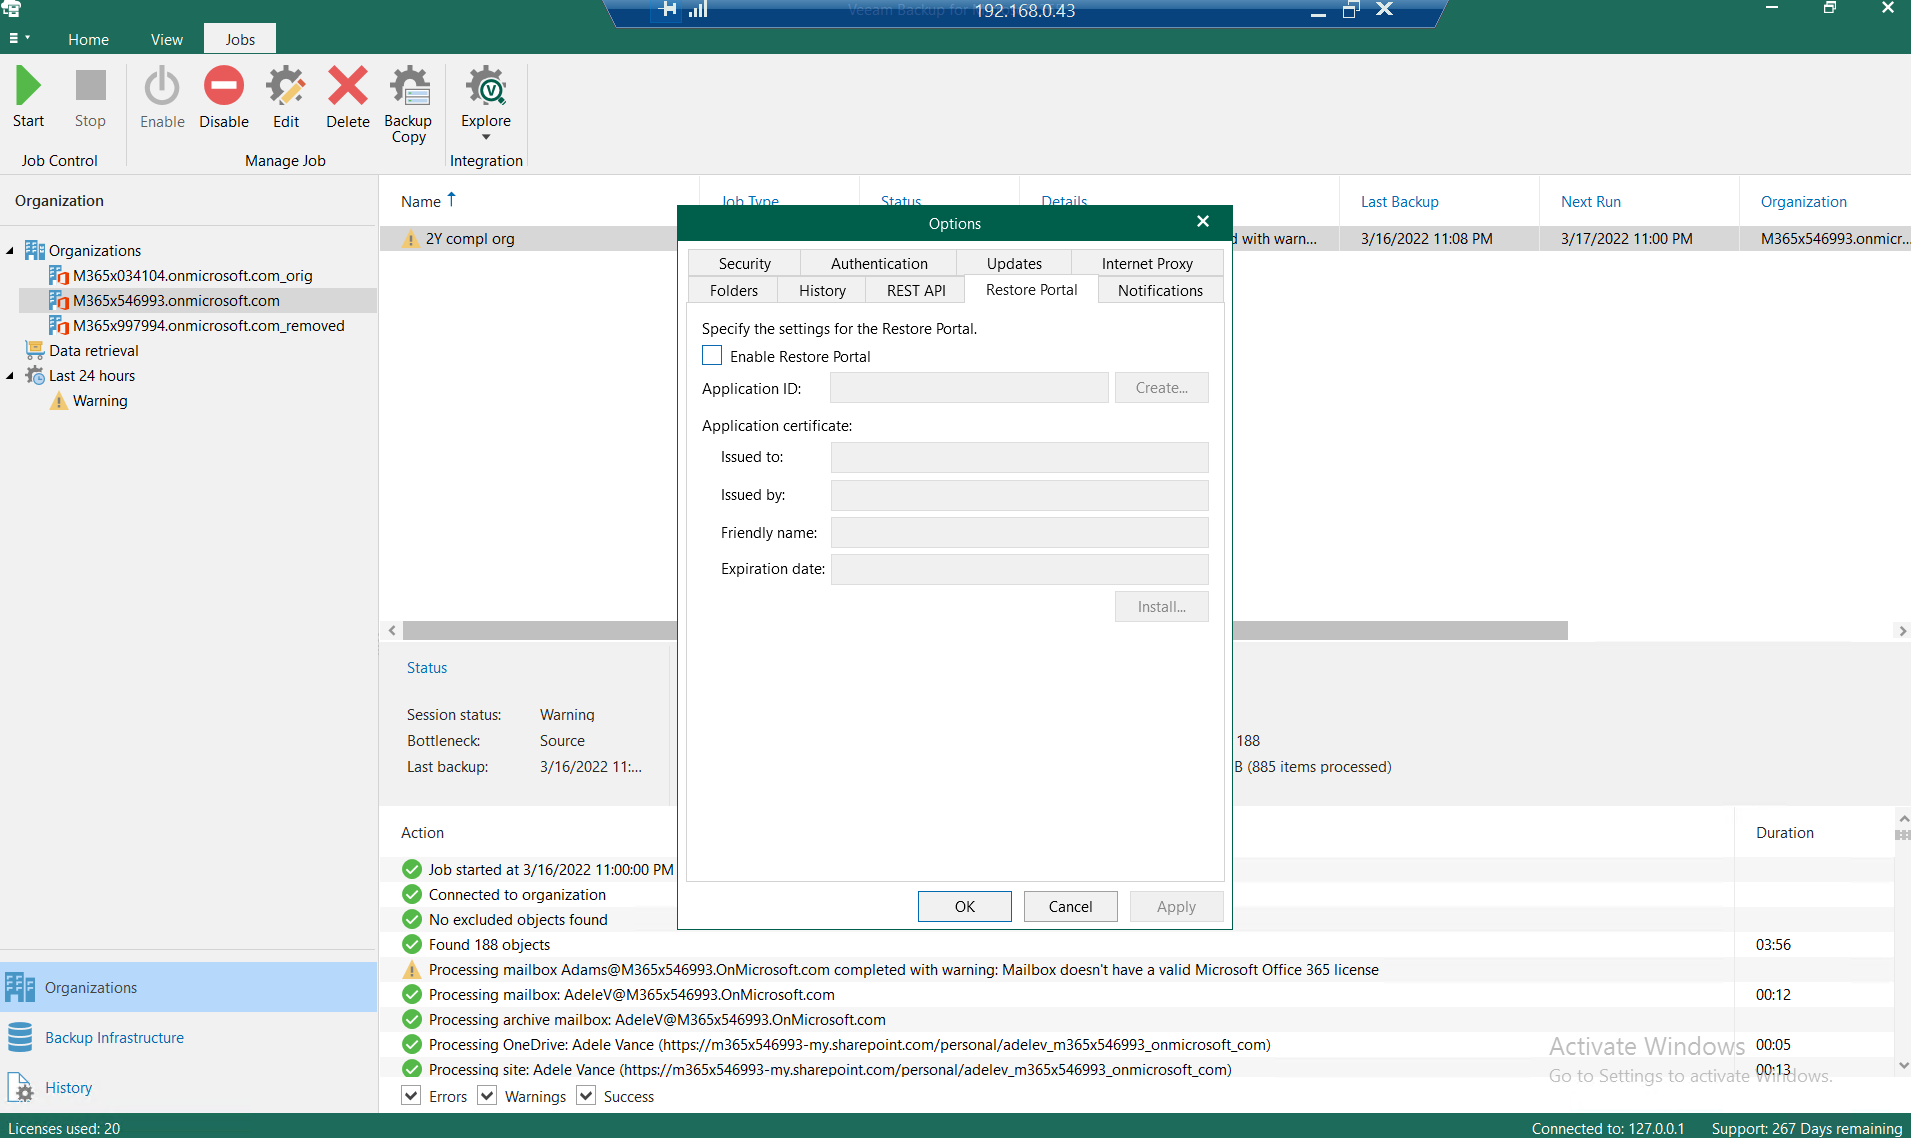 Veeam Backup for
192.168.0.43
Home
View
Jobs
Start
Stop
Enable
Disable
Edit
Delete
Backup
Copy
Explore
Job Control
Manage Job
Integration
Organization
Organizations
M365x034104.onmicrosoft.com_orig
M365x546993.onmicrosoft.com
M365x997994.onmicrosoft.com_removed
Data retrieval
Last 24 hours
Warning
Name
Job Type
Status
Details
Last Backup
Next Run
Organization
2Y compl org
d with warn...
3/16/2022 11:08 PM
3/17/2022 11:00 PM
M365x546993.onmicr...
Options
Security
Authentication
Updates
Internet Proxy
Folders
History
REST API
Restore Portal
Notifications
Specify the settings for the Restore Portal.
Enable Restore Portal
Application ID:
Create...
Application certificate:
Issued to:
Issued by:
Friendly name:
Expiration date:
Install...
OK
Cancel
Apply
Status
Session status: Warning
Bottleneck: Source
Last backup: 3/16/2022 11:...
188
B (885 items processed)
Action
Duration
Job started at 3/16/2022 11:00:00 PM
Connected to organization
No excluded objects found
Found 188 objects 03:56
Processing mailbox Adams@M365x546993.OnMicrosoft.com completed with warning: Mailbox doesn't have a valid Microsoft Office 365 license
Processing mailbox: AdeleV@M365x546993.OnMicrosoft.com 00:12
Processing archive mailbox: AdeleV@M365x546993.OnMicrosoft.com
Processing OneDrive: Adele Vance (https://m365x546993-my.sharepoint.com/personal/adelev_m365x546993_onmicrosoft_com) 00:05
Processing site: Adele Vance (https://m365x546993-my.sharepoint.com/personal/adelev_m365x546993_onmicrosoft_com) 00:13
Errors
Warnings
Success
Organizations
Backup Infrastructure
History
Activate Windows
Go to Settings to activate Windows.
Licenses used: 20
Connected to: 127.0.0.1
Support: 267 Days remaining